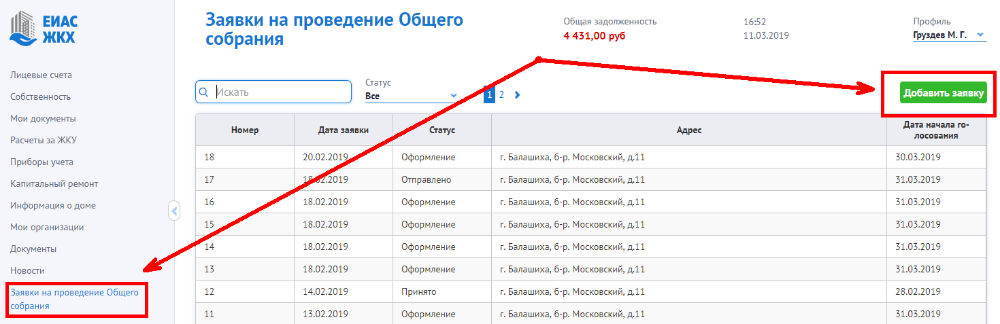 ЕИАС
ЖКХ
Заявки на проведение Общего
собрания
Общая задолженность
4 431,00 руб
16:52
11.03.2019
Профиль
Груздев М. Г.
Лицевые счета
Собственность
Мои документы
Расчеты за ЖКУ
Приборы учета
Капитальный ремонт
Информация о доме
Мои организации
Документы
Новости
Заявки на проведение Общего
собрания
Искать
Статус
Все
1 2
Добавить заявку
Номер Дата заявки Статус Адрес Дата начала го-
лосования
18 20.02.2019 Оформление г. Балашиха, б-р. Московский, д.11 30.03.2019
17 18.02.2019 Отправлено г. Балашиха, б-р. Московский, д.11 31.03.2019
16 18.02.2019 Оформление г. Балашиха, б-р. Московский, д.11 31.03.2019
15 18.02.2019 Оформление г. Балашиха, б-р. Московский, д.11 31.03.2019
14 18.02.2019 Оформление г. Балашиха, б-р. Московский, д.11 31.03.2019
13 18.02.2019 Оформление г. Балашиха, б-р. Московский, д.11 31.03.2019
12 14.02.2019 Принято г. Балашиха, б-р. Московский, д.11 28.02.2019
11 13.02.2019 Оформление г. Балашиха, б-р. Московский, д.11 31.03.2019